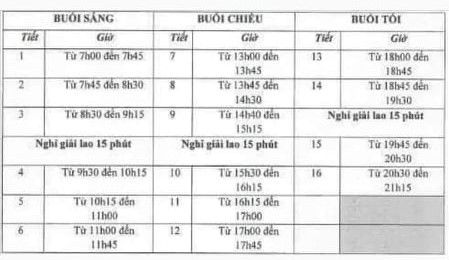 BUỔI SÁNG BUỔI CHIỀU BUỔI TỐI
Tiết Giờ Tiết Giờ Tiết Giờ
1 Từ 7h00 đến 7h45 7 Từ 13h00 đến 13h45 13 Từ 18h00 đến 18h45
2 Từ 7h45 đến 8h30 8 Từ 13h45 đến 14h30 14 Từ 18h45 đến 19h30
3 Từ 8h30 đến 9h15 9 Từ 14h40 đến 15h15 Nghỉ giải lao 15 phút
Nghỉ giải lao 15 phút Nghỉ giải lao 15 phút 15 Từ 19h45 đến 20h30
4 Từ 9h30 đến 10h15 10 Từ 15h30 đến 16h15 16 Từ 20h30 đến 21h15
5 Từ 10h15 đến 11h00 11 Từ 16h15 đến 17h00
6 Từ 11h00 đến 11h45 12 Từ 17h00 đến 17h45